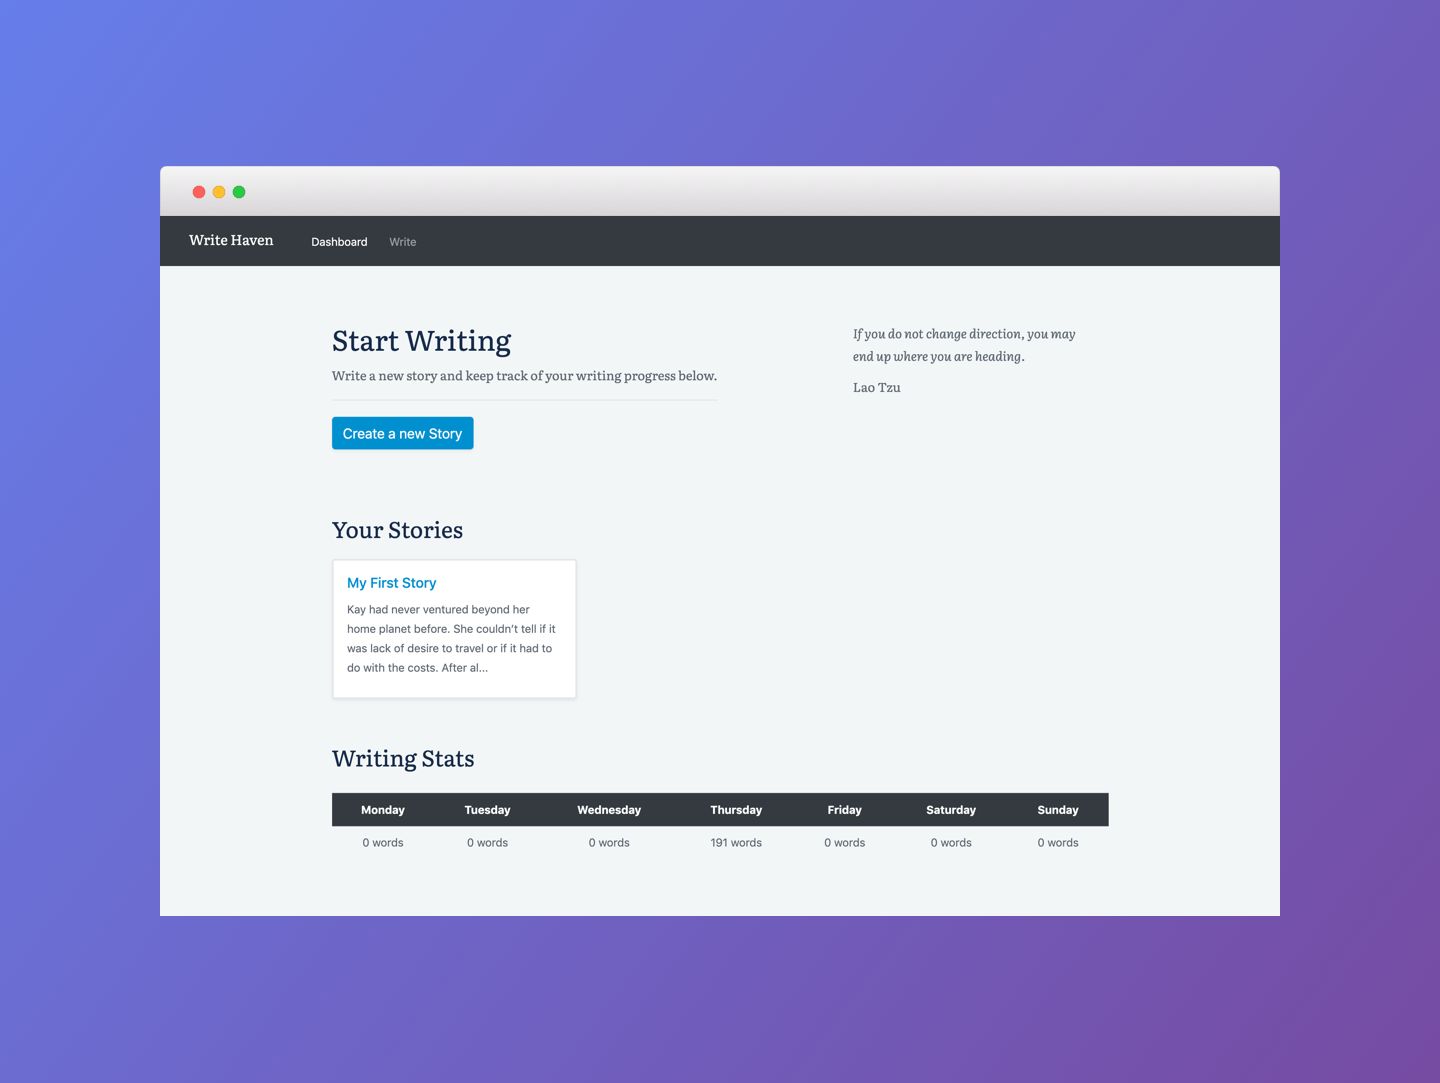 Write Haven Dashboard Write
Start Writing
Write a new story and keep track of your writing progress below.
Create a new Story
If you do not change direction, you may
end up where you are heading.
Lao Tzu
Your Stories
My First Story
Kay had never ventured beyond her
home planet before. She couldn't tell if it
was lack of desire to travel or if it had to
do with the costs. After al...
Writing Stats
Monday Tuesday Wednesday Thursday Friday Saturday Sunday
0 words 0 words 0 words 191 words 0 words 0 words 0 words